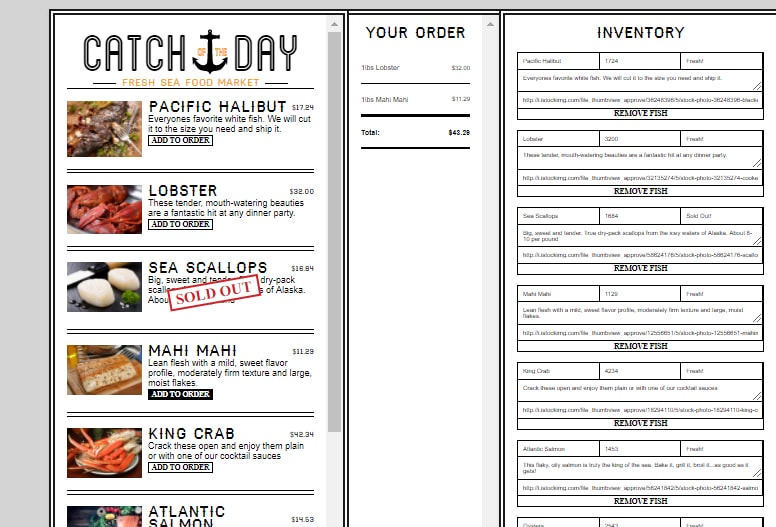 CATCH OF THE DAY
FRESH SEA FOOD MARKET
PACIFIC HALIBUT $17.24
Everyones favorite white fish. We will cut
it to the size you need and ship it.
ADD TO ORDER
LOBSTER $32.00
These tender, mouth-watering beauties
are a fantastic hit at any dinner party.
ADD TO ORDER
SEA SCALLOPS $16.84
Big, sweet and tender. dry-pack
of Alaska.
SOLD OUT
MAHI MAHI $11.29
Lean flesh with a mild, sweet flavor
profile, moderately firm texture and large,
moist flakes.
ADD TO ORDER
KING CRAB $42.34
Crack these open and enjoy them plain
or with one of our cocktail sauces
ADD TO ORDER
ATLANTIC
SALMON $14.53
YOUR ORDER
1lbs Lobster $32.00
1lbs Mahi Mahi $11.29
Total: $43.29
INVENTORY
Pacific Halibut 1724 Fresh!
Everyones favorite white fish. We will cut it to the size you need and ship it.
http://i.istockimg.com/file_thumbview_approve/36248396/5/stock-photo-36248396-blacke
REMOVE FISH
Lobster 3200 Fresh!
These tender, mouth-watering beauties are a fantastic hit at any dinner party.
http://i.istockimg.com/file_thumbview_approve/32135274/5/stock-photo-32135274-cooke
REMOVE FISH
Sea Scallops 1684 Sold Out!
Big, sweet and tender. True dry-pack scallops from the icey waters of Alaska. About 8-
10 per pound
http://i.istockimg.com/file_thumbview_approve/58624176/5/stock-photo-58624176-scallo
REMOVE FISH
Mahi Mahi 1129 Fresh!
Lean flesh with a mild, sweet flavor profile, moderately firm texture and large, moist
flakes.
http://i.istockimg.com/file_thumbview_approve/12556651/5/stock-photo-12556651-mahi
REMOVE FISH
King Crab 4234 Fresh!
Crack these open and enjoy them plain or with one of our cocktail sauces
http://i.istockimg.com/file_thumbview_approve/18294110/5/stock-photo-18294110-king-c
REMOVE FISH
Atlantic Salmon 1453 Fresh!
This flaky, oily salmon is truly the king of the sea. Bake it, grill it, broil it...as good as it
gets!
http://i.istockimg.com/file_thumbview_approve/56241842/5/stock-photo-56241842-salmo
REMOVE FISH
Oysters 2543 Fresh!